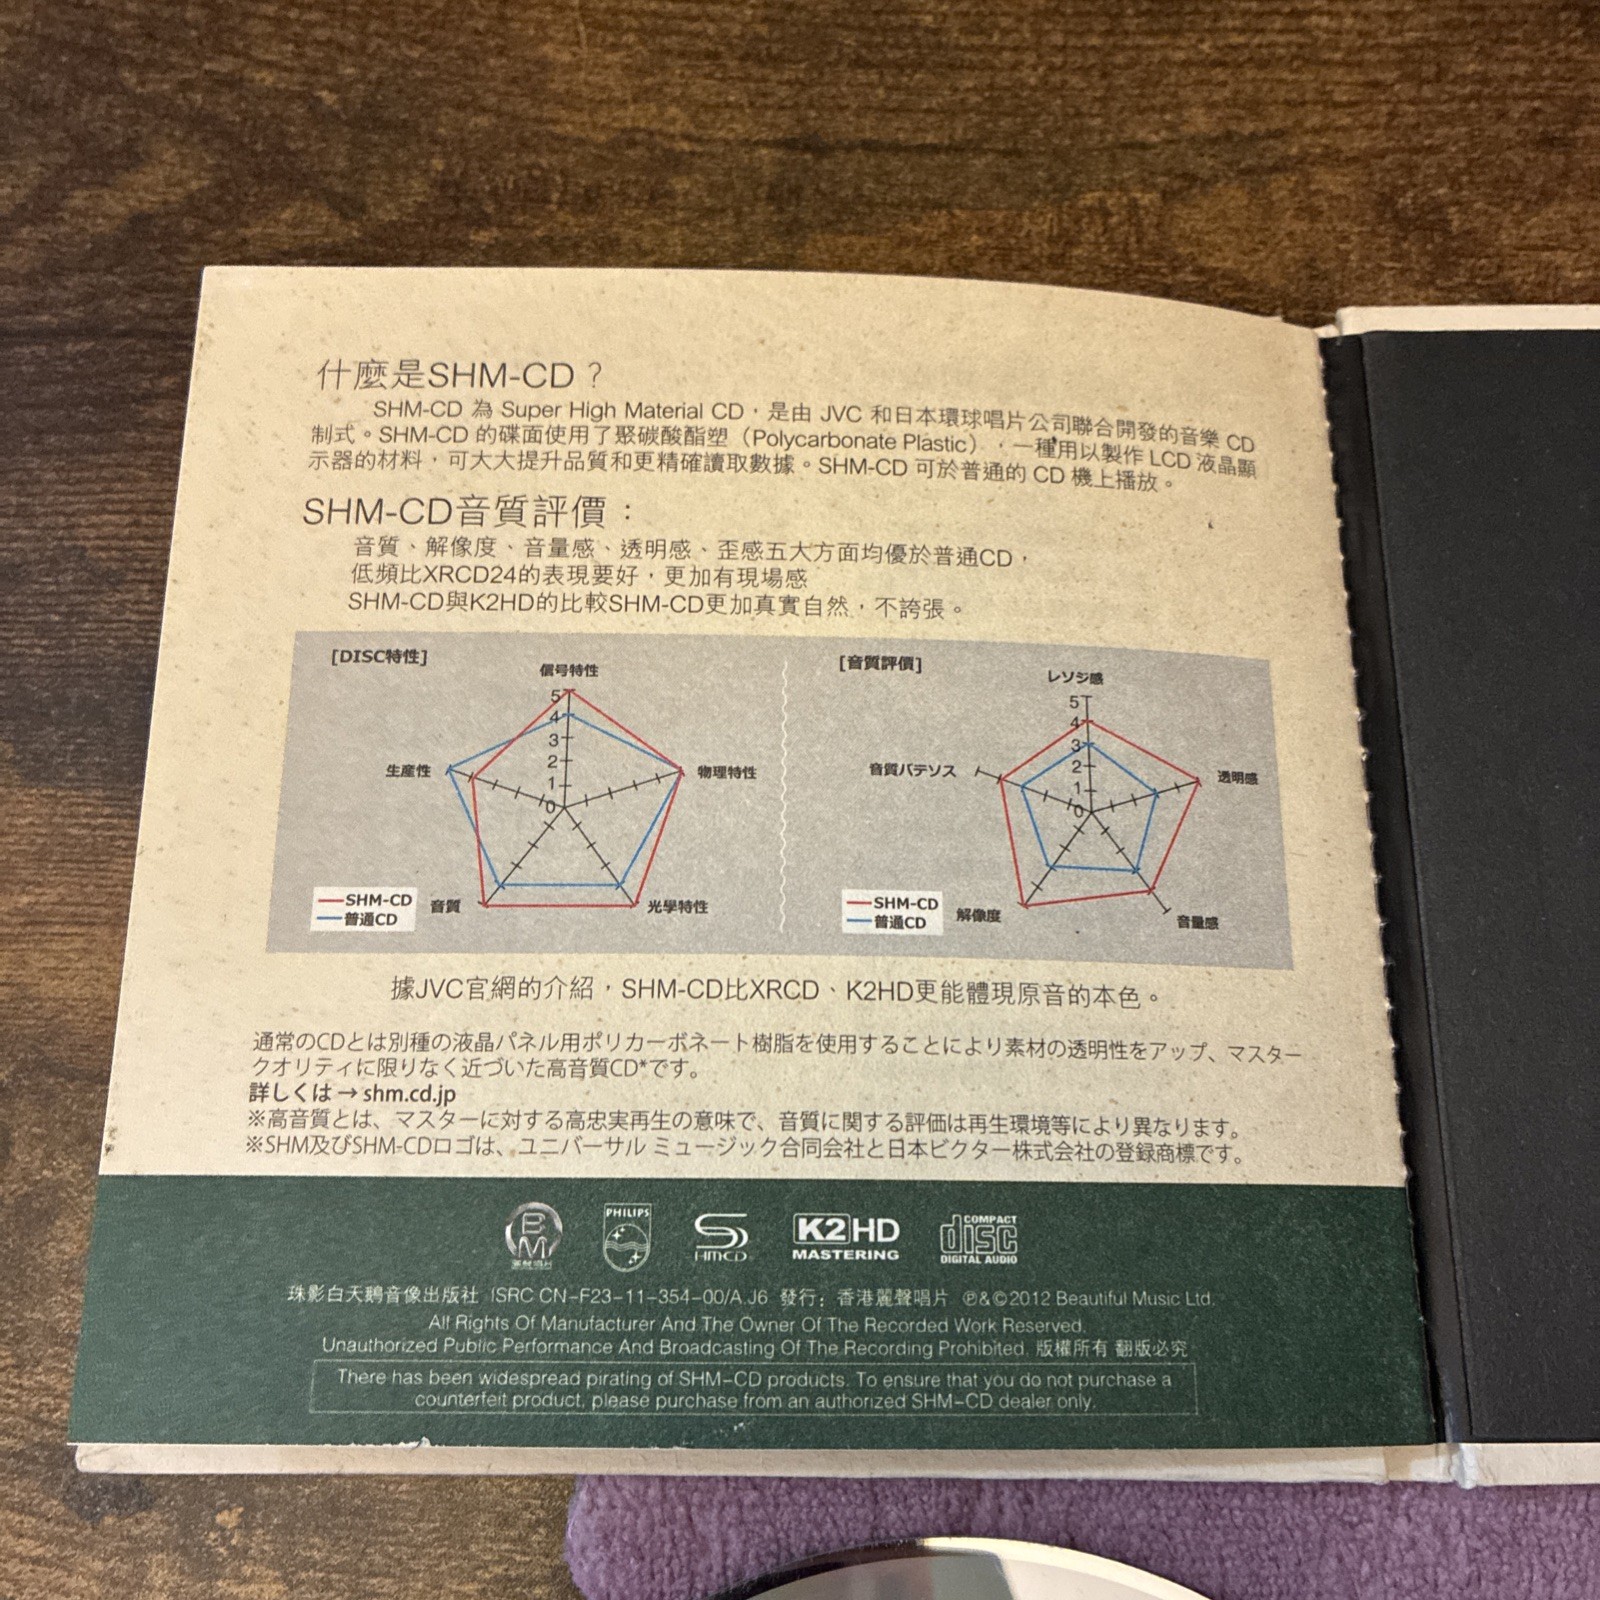 什麼是SHM-CD？
SHM-CD 為 Super High Material CD，是由 JVC 和日本環球唱片公司聯合開發的音樂 CD
制式。SHM-CD 的碟面使用了聚碳酸酯塑（Polycarbonate Plastic），一種用以製作 LCD 液晶顯
示器的材料，可大大提升品質和更精確讀取數據。SHM-CD 可於普通的 CD 機上播放。
SHM-CD音質評價：
音質、解像度、音量感、透明感、歪感五大方面均優於普通CD，
低頻比XRCD24的表現要好，更加有現場感
SHM-CD與K2HD的比較SHM-CD更加真實自然，不誇張。
[DISC特性]
信号特性
5
4
3
2
1
0
生産性
物理特性
音質
光學特性
SHM-CD
普通CD
[音質評價]
レソジ感
5
4
3
2
1
0
音質バテソス
透明感
解像度
音量感
SHM-CD
普通CD
據JVC官網的介紹，SHM-CD比XRCD、K2HD更能體現原音的本色。
通常のCDとは別種の液晶パネル用ポリカーボネート樹脂を使用することにより素材の透明性をアップ、マスター
クオリティに限りなく近づいた高音質CD*です。
詳しくは→shm.cd.jp
※高音質とは、マスターに対する高忠実再生の意味で、音質に関する評価は再生環境等により異なります。
※SHM及びSHM-CDロゴは、ユニバーサル ミュージック合同会社と日本ビクター株式会社の登録商標です。
BM
PHILIPS
S HMCD
K2HD MASTERING
COMPACT disc DIGITAL AUDIO
珠影白天鵝音像出版社 ISRC CN-F23-11-354-00/A.J6 發行：香港麗聲唱片 ℗&©2012 Beautiful Music Ltd.
All Rights Of Manufacturer And The Owner Of The Recorded Work Reserved.
Unauthorized Public Performance And Broadcasting Of The Recording Prohibited. 版權所有 翻版必究
There has been widespread pirating of SHM-CD products. To ensure that you do not purchase a
counterfeit product, please purchase from an authorized SHM-CD dealer only.